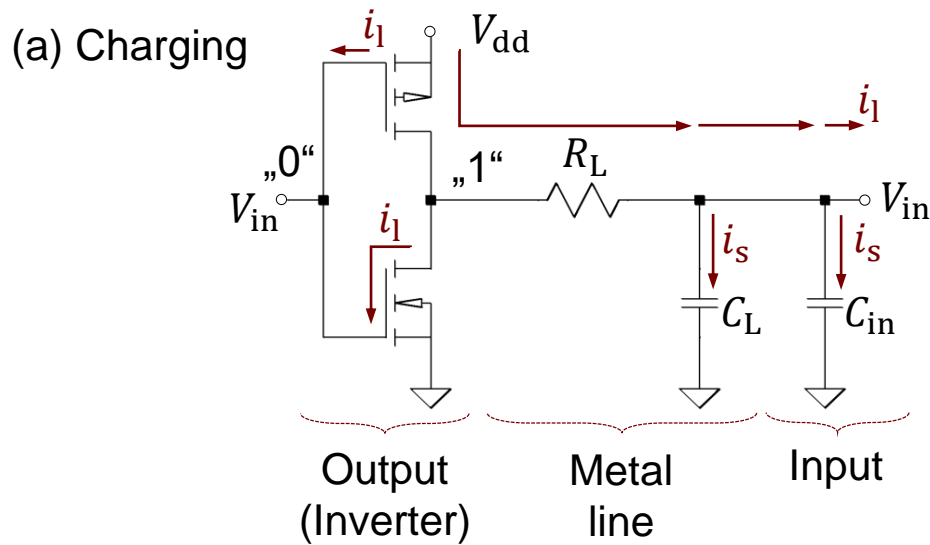 (a) Charging
i_l
V_dd
i_l
„0“
„1“
R_L
V_in
V_in
i_l
i_s
i_s
C_L
C_in
Output
(Inverter)
Metal
line
Input